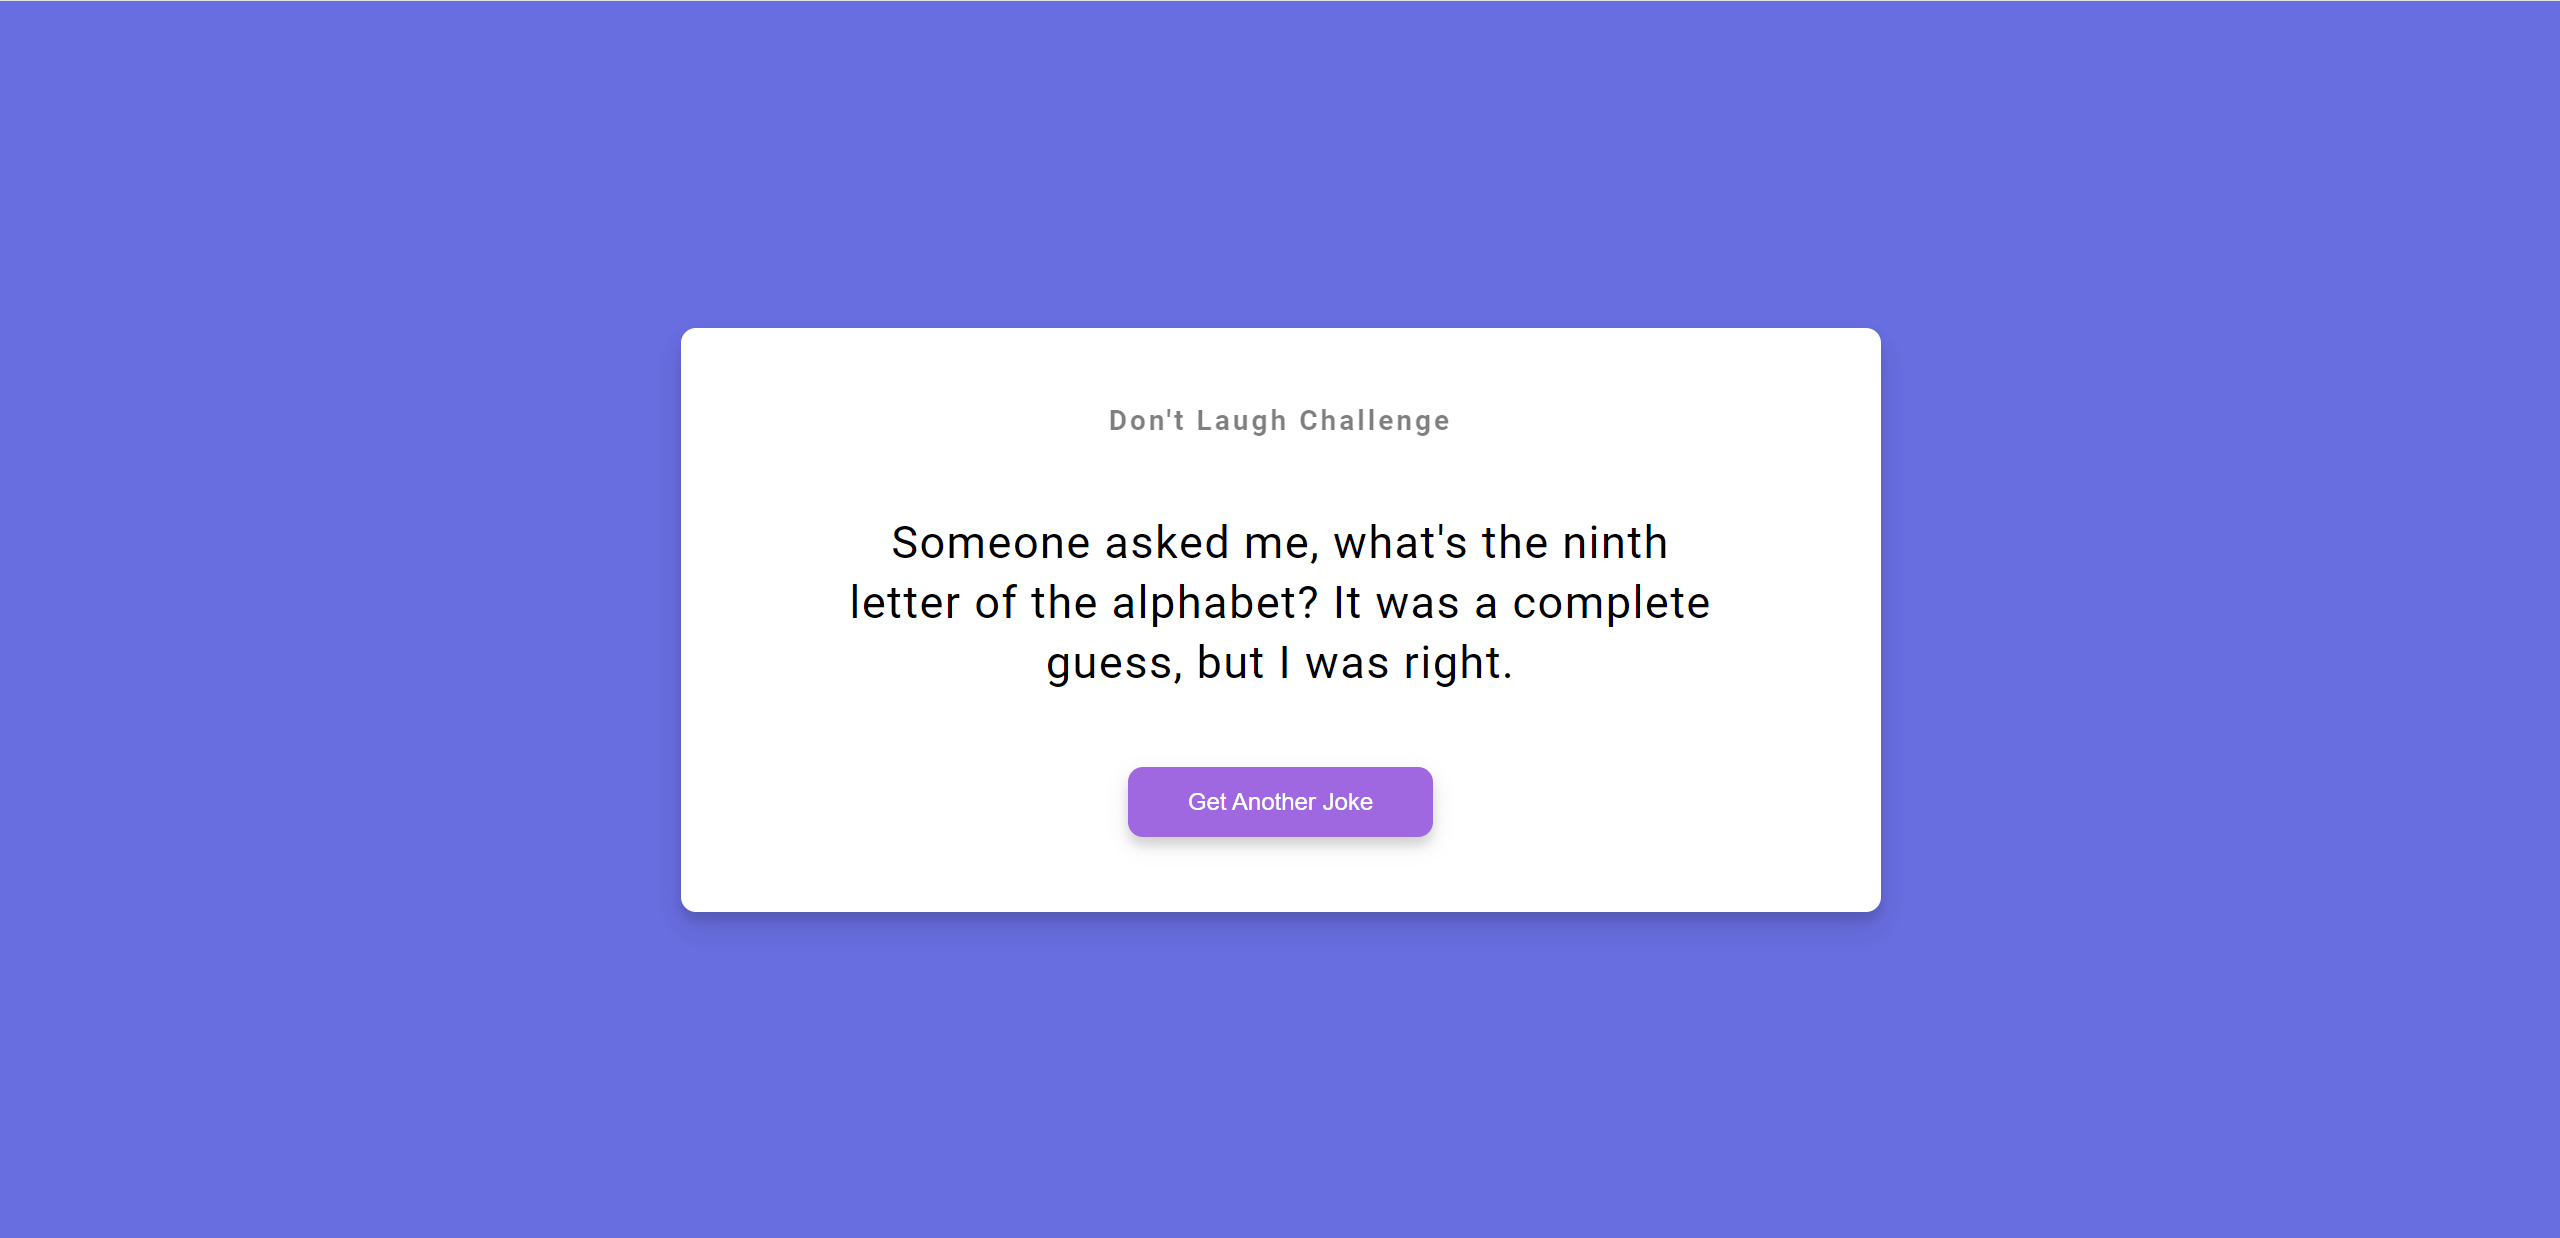 Don't Laugh Challenge
Someone asked me, what's the ninth
letter of the alphabet? It was a complete
guess, but I was right.
Get Another Joke